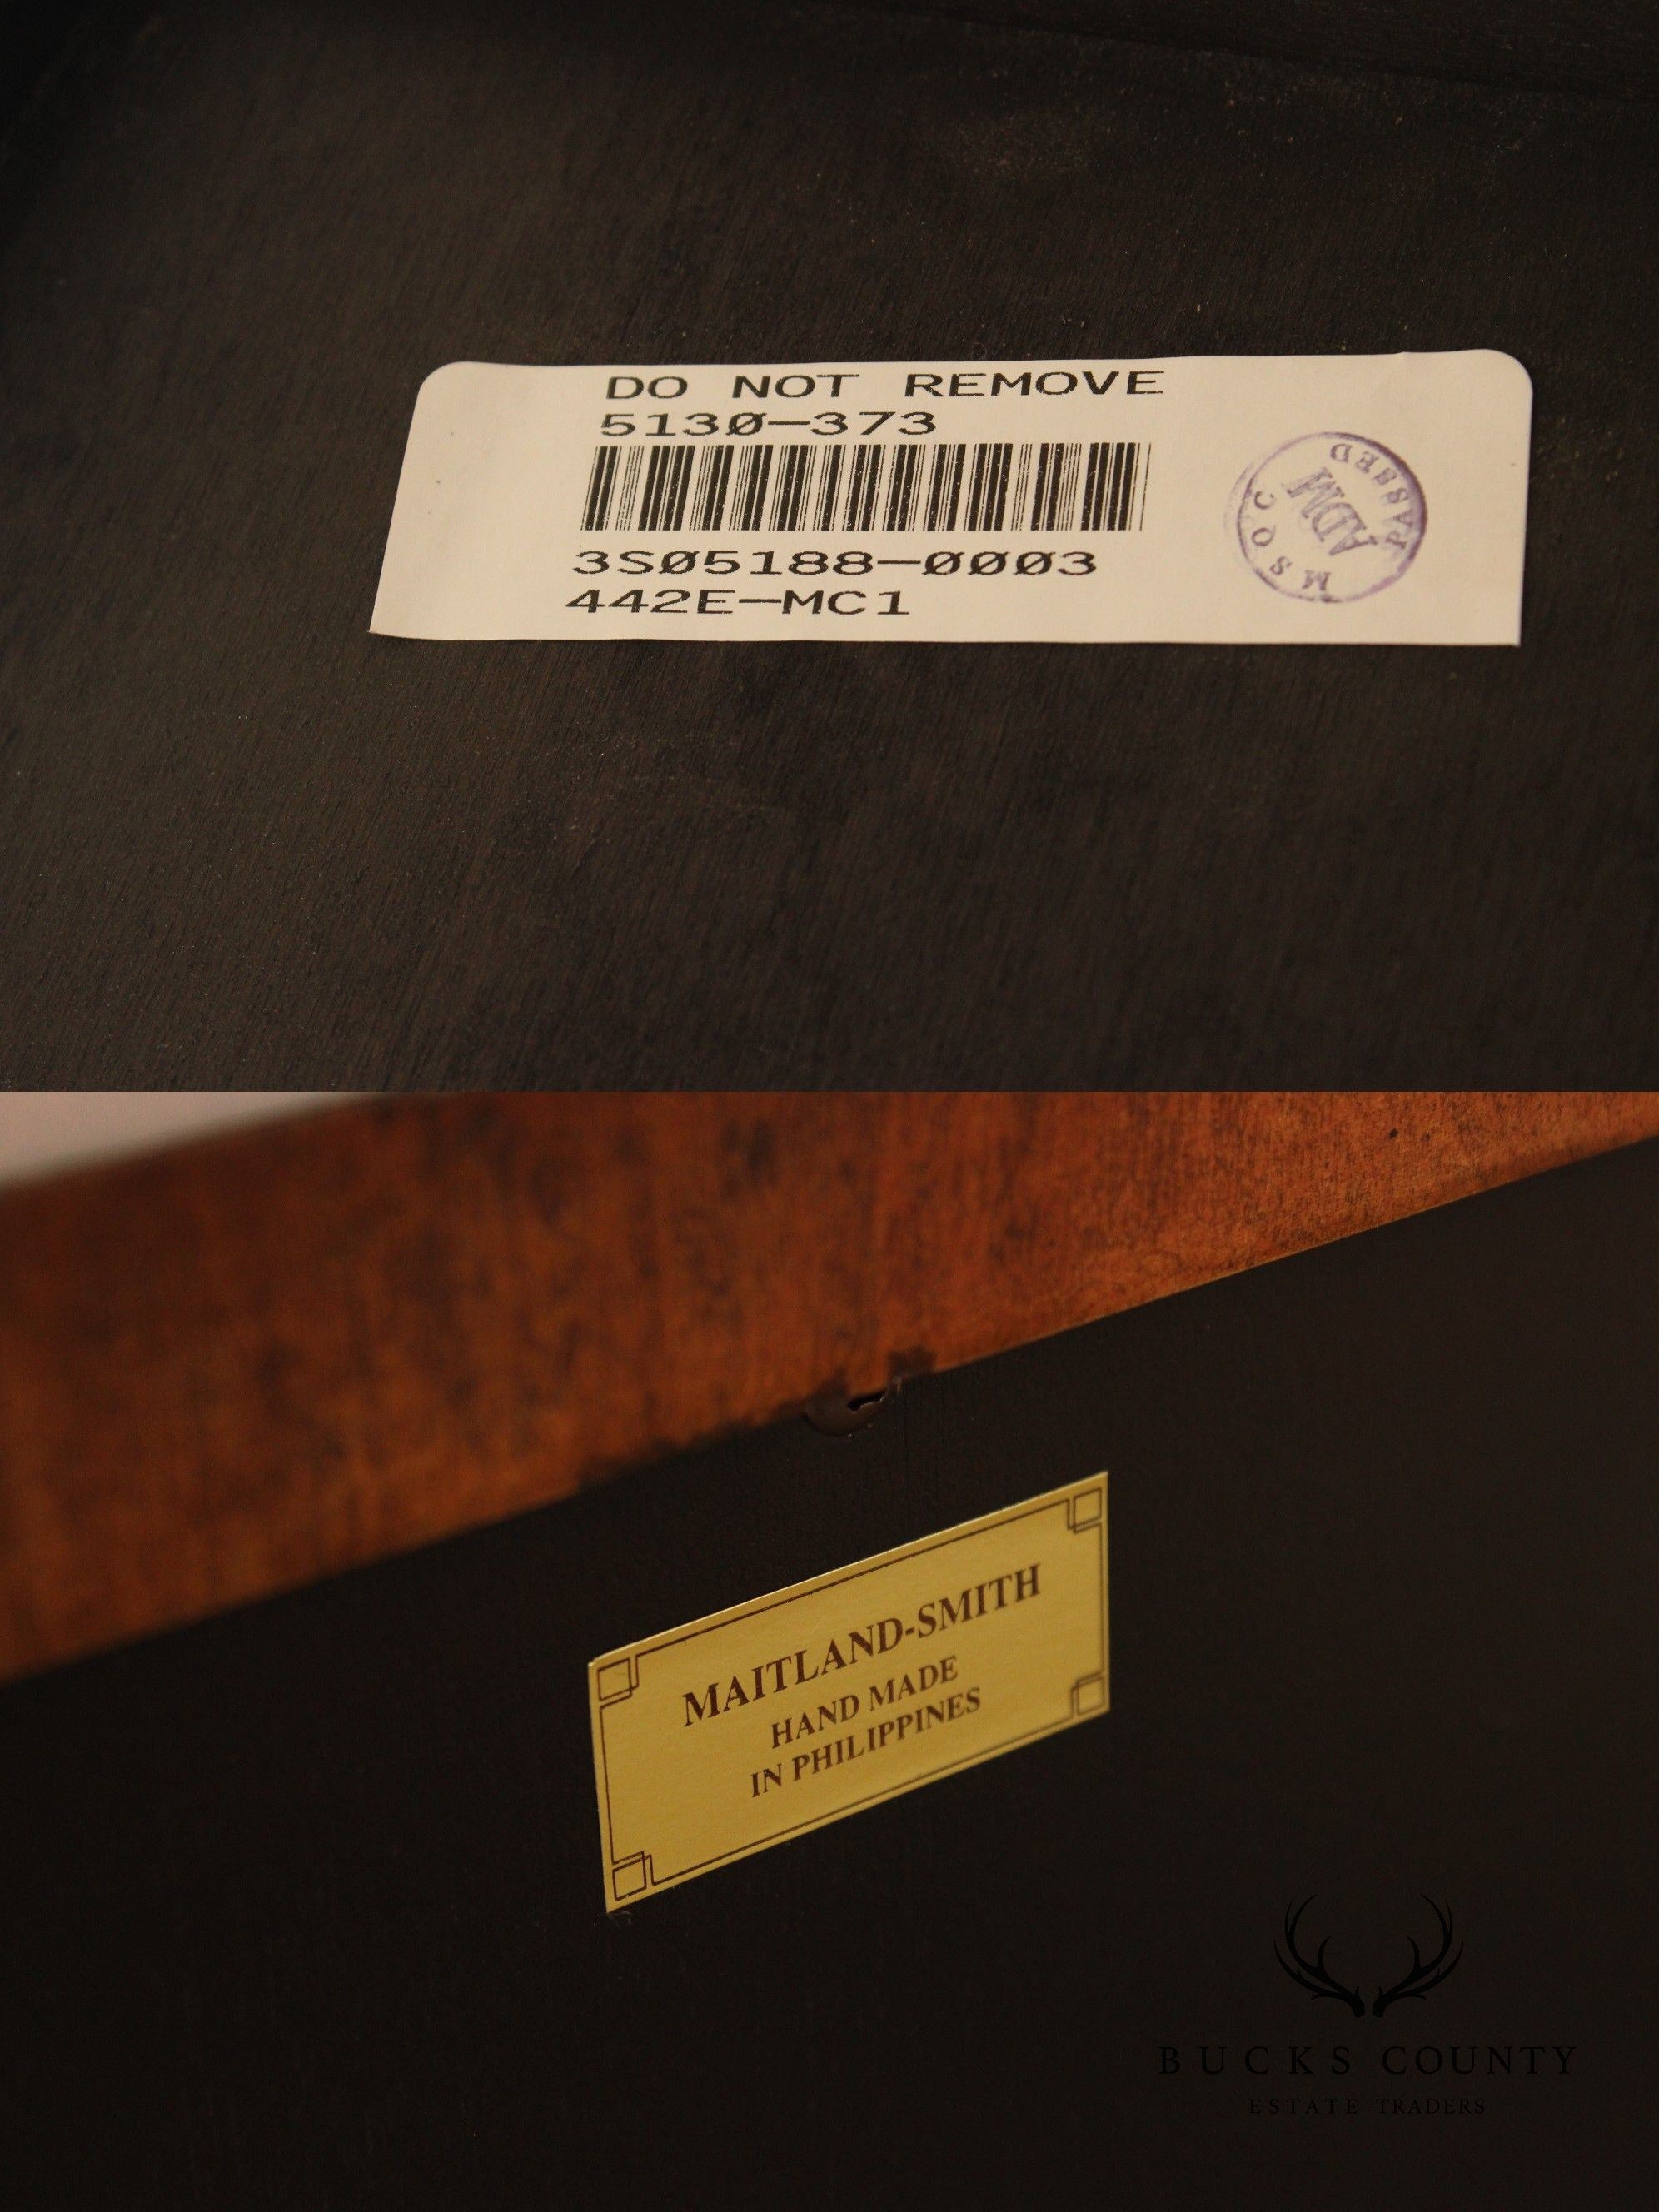 DO NOT REMOVE
5130-373
3S05188-0003
442E-MC1
MSQC
PASSED
ADM
MAITLAND-SMITH
HAND MADE
IN PHILIPPINES
BUCKS COUNTY
ESTATE TRADERS